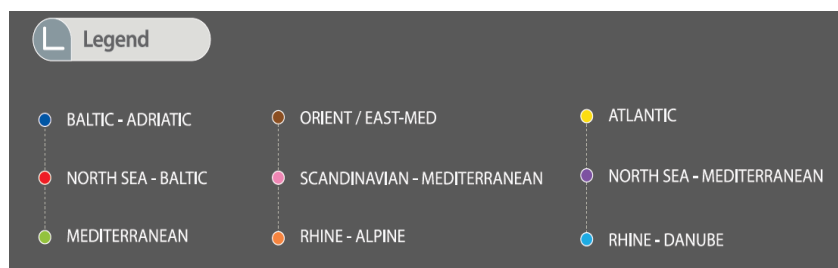 Legend
BALTIC - ADRIATIC
NORTH SEA - BALTIC
MEDITERRANEAN
ORIENT / EAST-MED
SCANDINAVIAN - MEDITERRANEAN
RHINE - ALPINE
ATLANTIC
NORTH SEA - MEDITERRANEAN
RHINE - DANUBE